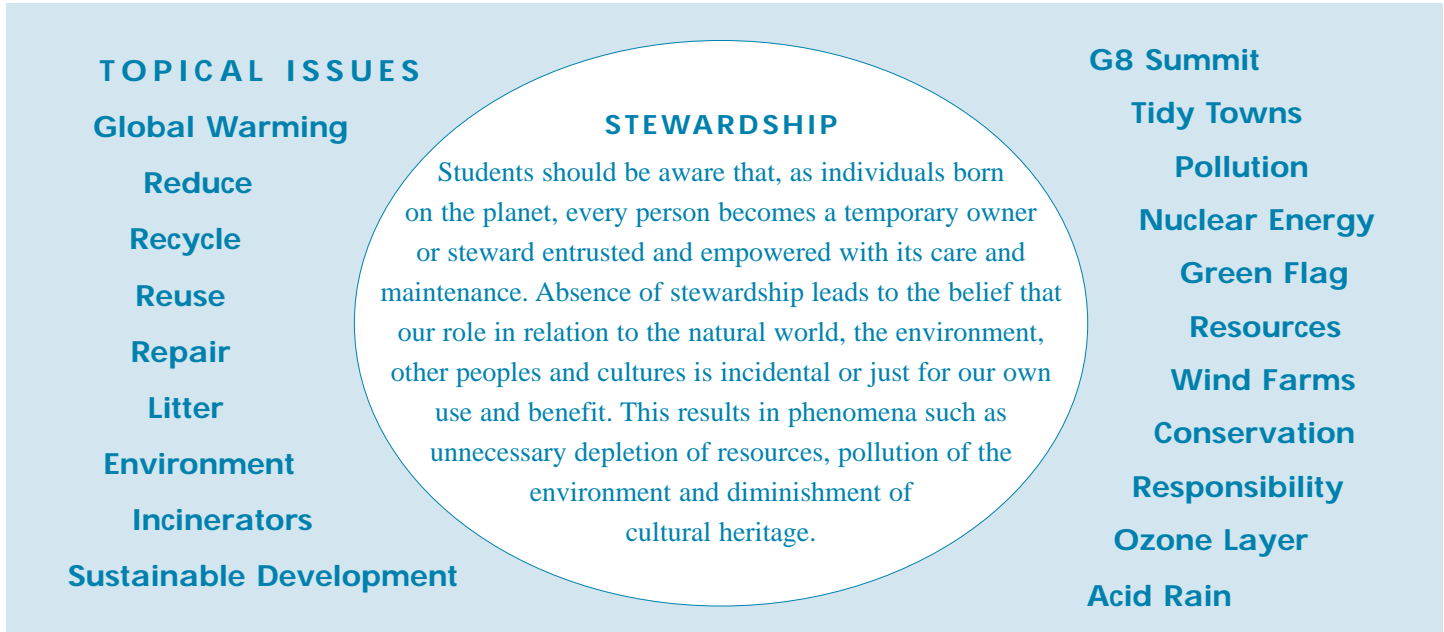 TOPICAL ISSUES
Global Warming
Reduce
Recycle
Reuse
Repair
Litter
Environment
Incinerators
Sustainable Development
STEWARDSHIP
Students should be aware that, as individuals born
on the planet, every person becomes a temporary owner
or steward entrusted and empowered with its care and
maintenance. Absence of stewardship leads to the belief that
our role in relation to the natural world, the environment,
other peoples and cultures is incidental or just for our own
use and benefit. This results in phenomena such as
unnecessary depletion of resources, pollution of the
environment and diminishment of
cultural heritage.
G8 Summit
Tidy Towns
Pollution
Nuclear Energy
Green Flag
Resources
Wind Farms
Conservation
Responsibility
Ozone Layer
Acid Rain